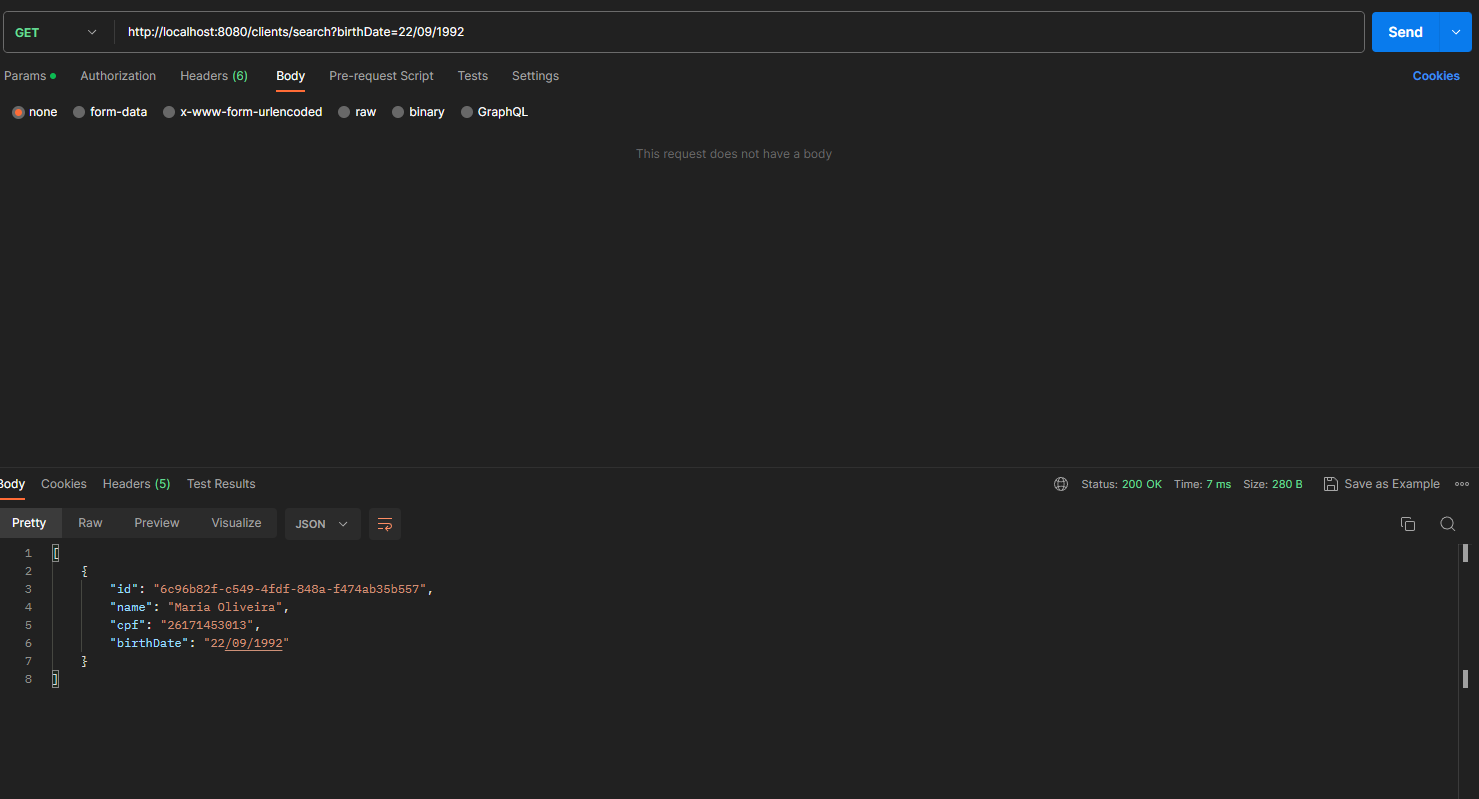 GET http://localhost:8080/clients/search?birthDate=22/09/1992 Send
Params Authorization Headers (6) Body Pre-request Script Tests Settings Cookies
none form-data x-www-form-urlencoded raw binary GraphQL
This request does not have a body
Body Cookies Headers (5) Test Results Status: 200 OK Time: 7 ms Size: 280 B Save as Example
Pretty Raw Preview Visualize JSON
1 [
2 {
3 "id": "6c96b82f-c549-4fdf-848a-f474ab35b557",
4 "name": "Maria Oliveira",
5 "cpf": "26171453013",
6 "birthDate": "22/09/1992"
7 }
8 ]